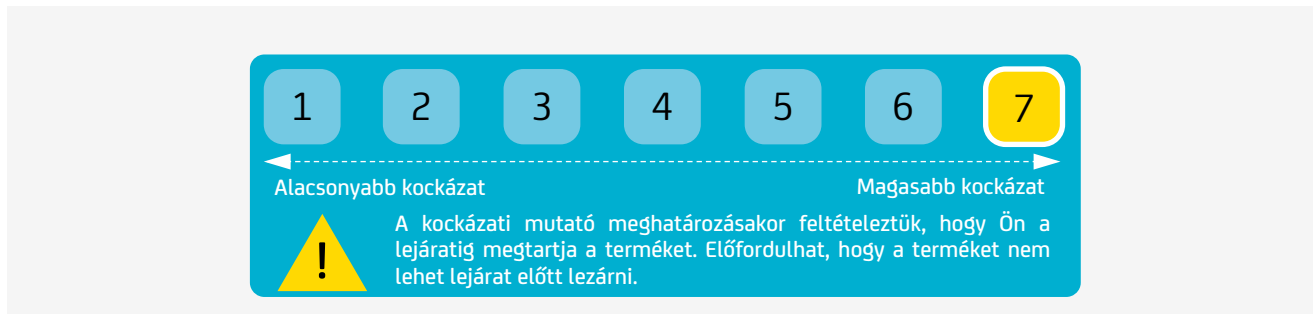 1 2 3 4 5 6 7
Alacsonyabb kockázat Magasabb kockázat
A kockázati mutató meghatározásakor feltételeztük, hogy Ön a
lejáratig megtartja a terméket. Előfordulhat, hogy a terméket nem
lehet lejárat előtt lezárni.
!